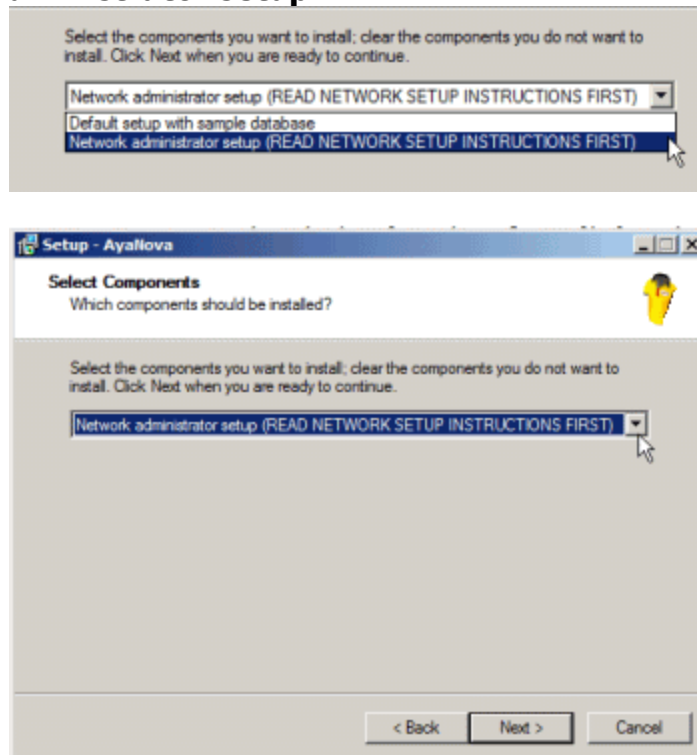 Select the components you want to install; clear the components you do not want to
install. Click Next when you are ready to continue.
Network administrator setup (READ NETWORK SETUP INSTRUCTIONS FIRST)
Default setup with sample database
Network administrator setup (READ NETWORK SETUP INSTRUCTIONS FIRST)
Setup - AyaNova
Select Components
Which components should be installed?
Select the components you want to install; clear the components you do not want to
install. Click Next when you are ready to continue.
Network administrator setup (READ NETWORK SETUP INSTRUCTIONS FIRST)
< Back Next > Cancel